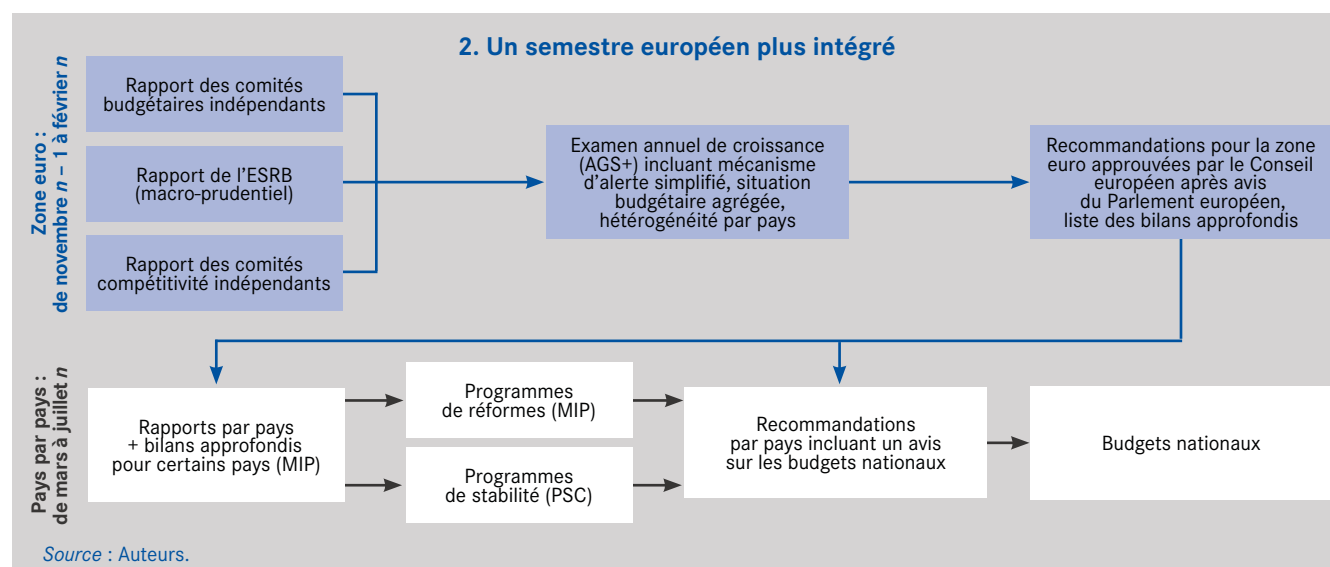 2. Un semestre européen plus intégré
Zone euro :
de novembre n – 1 à février n
Rapport des comités
budgétaires indépendants
Rapport de l’ESRB
(macro-prudentiel)
Rapport des comités
compétitivité indépendants
Examen annuel de croissance
(AGS+) incluant mécanisme
d’alerte simplifié, situation
budgétaire agrégée,
hétérogénéité par pays
Recommandations pour la zone
euro approuvées par le Conseil
européen après avis
du Parlement européen,
liste des bilans approfondis
Pays par pays :
de mars à juillet n
Rapports par pays
+ bilans approfondis
pour certains pays (MIP)
Programmes
de réformes (MIP)
Programmes
de stabilité (PSC)
Recommandations
par pays incluant un avis
sur les budgets nationaux
Budgets nationaux
Source : Auteurs.